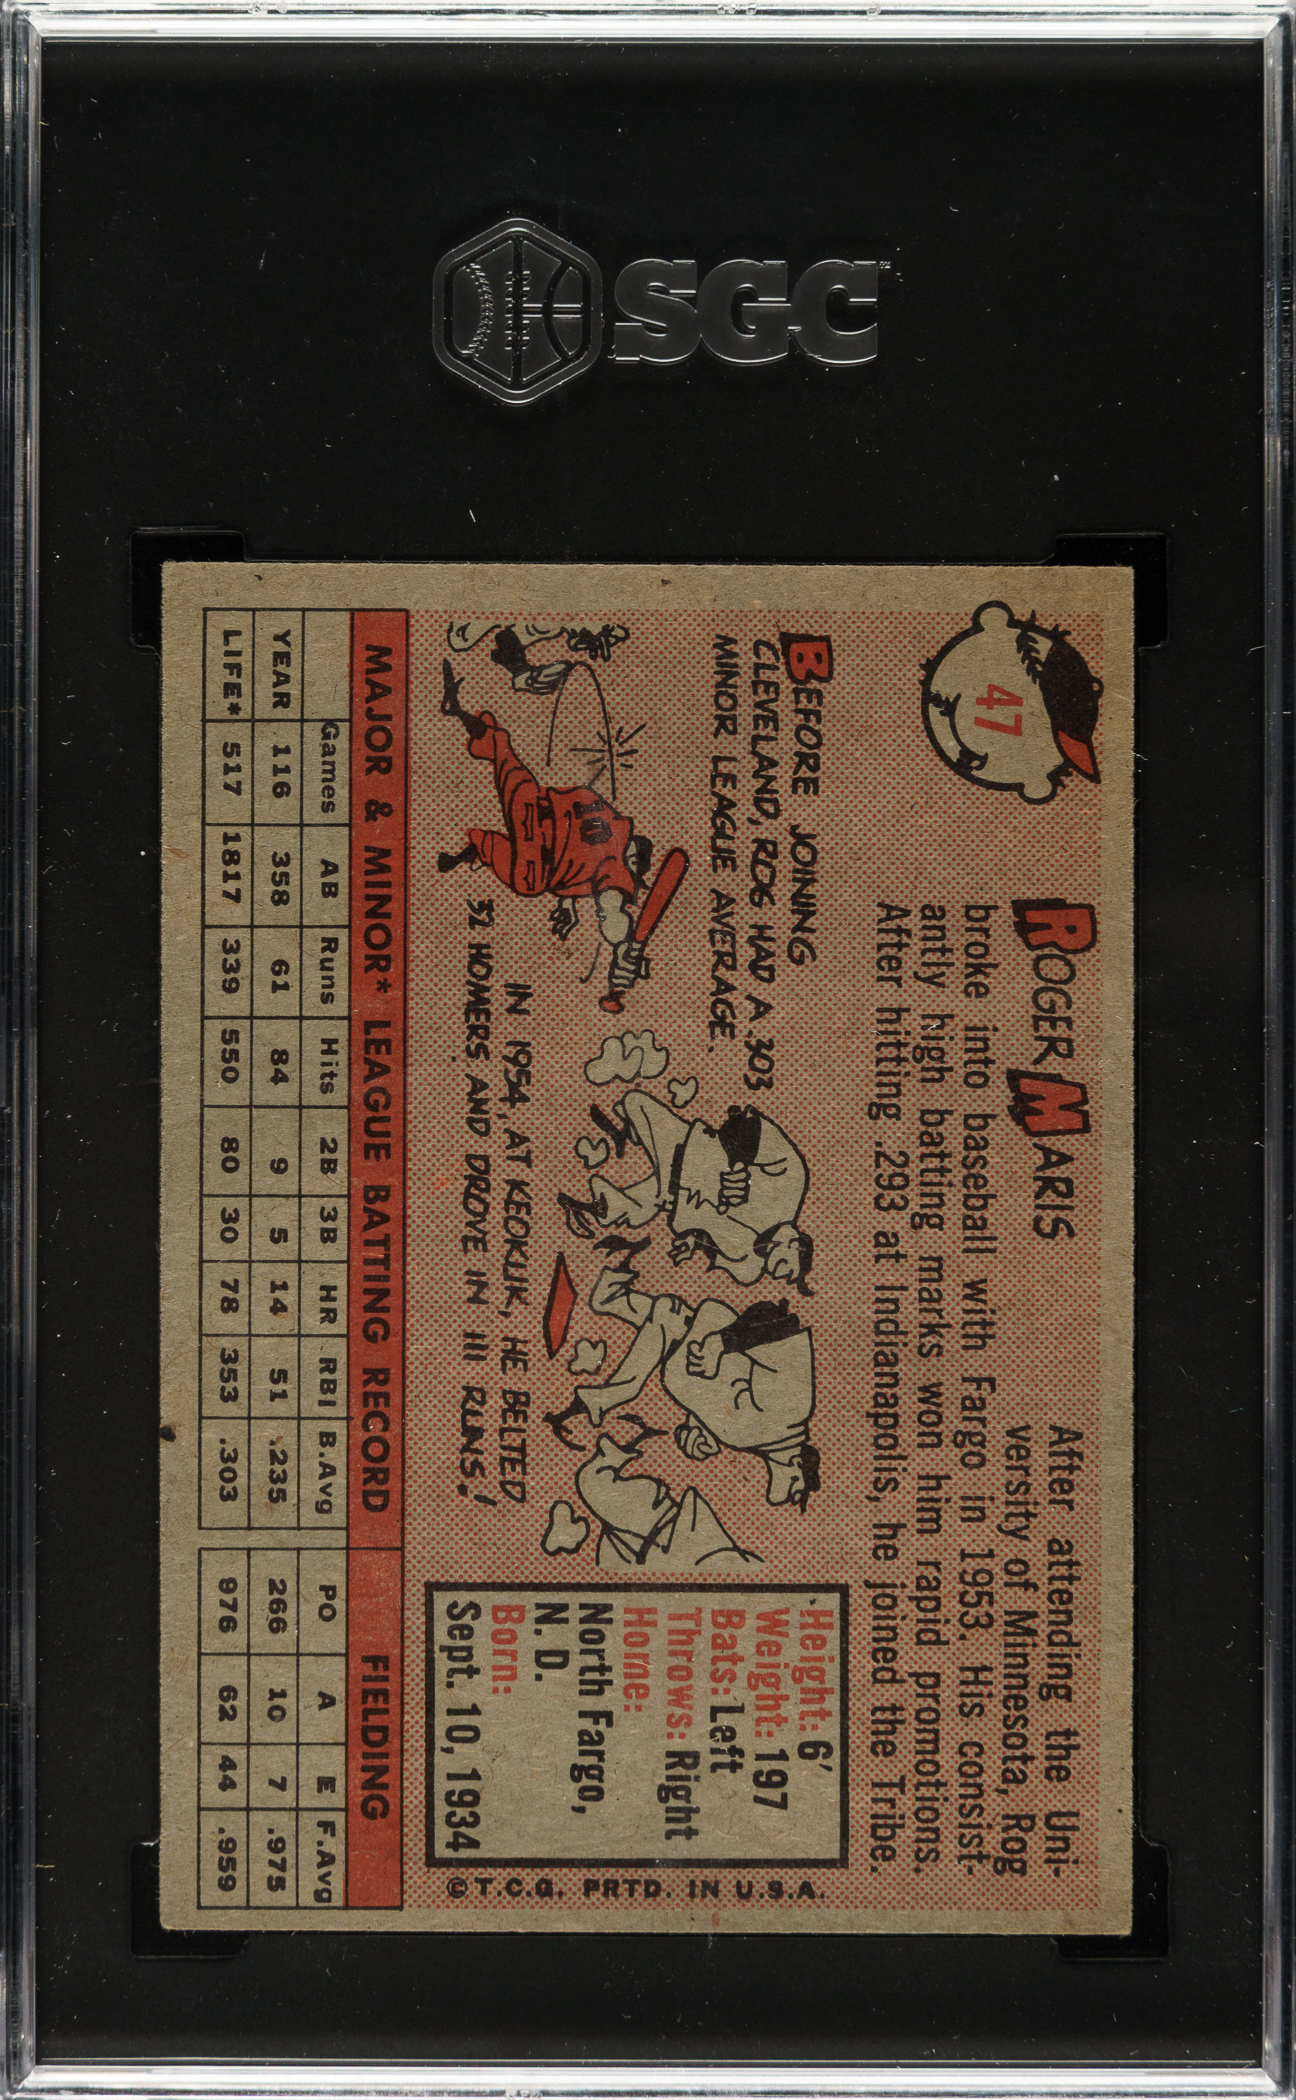 SGC
47
ROGER MARIS
After attending the Uni-
versity of Minnesota, Rog
broke into baseball with Fargo in 1953. His consist-
antly high batting marks won him rapid promotions.
After hitting .293 at Indianapolis, he joined the Tribe.
BEFORE JOINING
CLEVELAND, ROG HAD A .303
MINOR LEAGUE AVERAGE.
10
IN 1954, AT KEOKUK, HE BELTED
32 HOMERS AND DROVE IN 111 RUNS!
Height: 6'
Weight: 197
Bats: Left
Throws: Right
Home:
North Fargo,
N. D.
Born:
Sept. 10, 1934
©T.C.G. PRTD. IN U.S.A.
MAJOR & MINOR* LEAGUE BATTING RECORD FIELDING
Games AB Runs Hits 2B 3B HR RBI B.Avg PO A E F.Avg
YEAR 116 358 61 84 9 5 14 51 .235 266 10 7 .975
LIFE* 517 1817 339 550 80 30 78 353 .303 976 62 44 .959